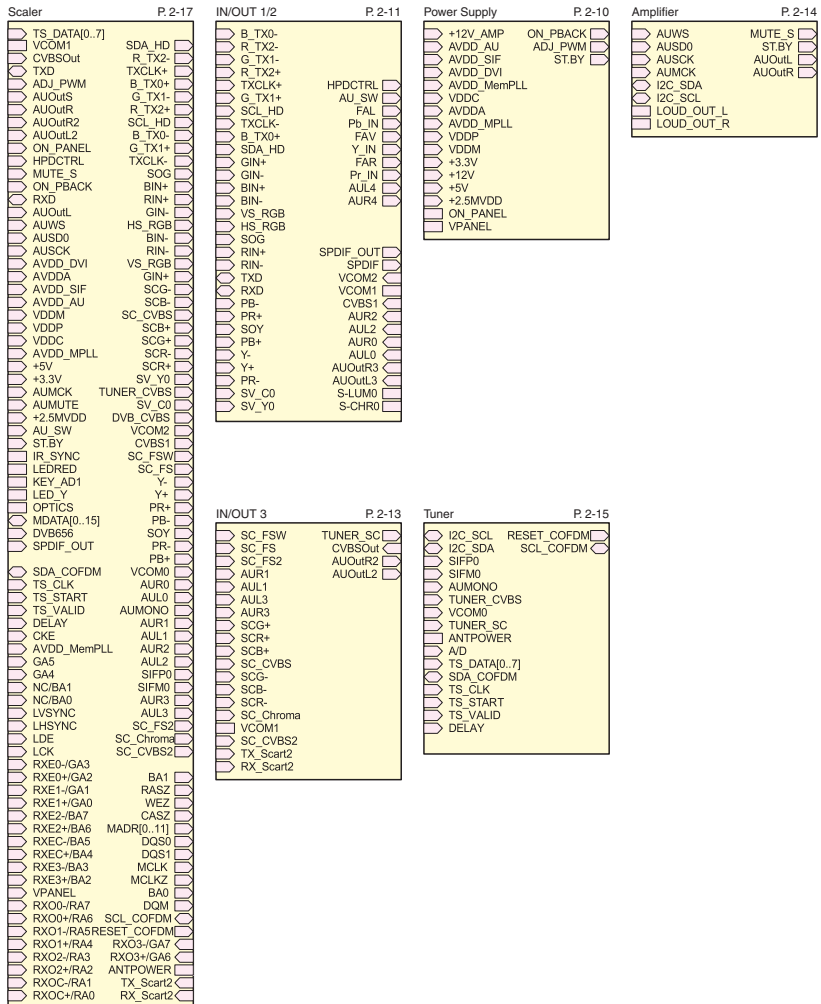 Scaler P. 2-17
TS_DATA[0..7]
VCOM1 SDA_HD
CVBSOut R_TX2-
TXD TXCLK+
ADJ_PWM B_TX0+
AUOutS G_TX1-
AUOutR R_TX2+
AUOutR2 SCL_HD
AUOutL2 B_TX0-
ON_PANEL G_TX1+
HPDCTRL TXCLK-
MUTE_S SOG
ON_PBACK BIN+
RXD RIN+
AUOutL GIN-
AUWS HS_RGB
AUSD0 BIN-
AUSCK RIN-
AVDD_DVI VS_RGB
AVDDA GIN+
AVDD_SIF SCG-
AVDD_AU SCB-
VDDM SC_CVBS
VDDP SCB+
VDDC SCG+
AVDD_MPLL SCR-
+5V SCR+
+3.3V SV_Y0
AUMCK TUNER_CVBS
AUMUTE SV_C0
+2.5MVDD DVB_CVBS
AU_SW VCOM2
ST.BY CVBS1
IR_SYNC SC_FSW
LEDRED SC_FS
KEY_AD1 Y-
LED_Y Y+
OPTICS PR+
MDATA[0..15] PB-
DVB656 SOY
SPDIF_OUT PR-
PB+
SDA_COFDM VCOM0
TS_CLK AUR0
TS_START AUL0
TS_VALID AUMONO
DELAY AUR1
CKE AUL1
AVDD_MemPLL AUR2
GA5 AUL2
GA4 SIFP0
NC/BA1 SIFM0
NC/BA0 AUR3
LVSYNC AUL3
LHSYNC SC_FS2
LDE SC_Chroma
LCK SC_CVBS2
RXE0-/GA3
RXE0+/GA2 BA1
RXE1-/GA1 RASZ
RXE1+/GA0 WEZ
RXE2-/BA7 CASZ
RXE2+/BA6 MADR[0..11]
RXEC-/BA5 DQS0
RXEC+/BA4 DQS1
RXE3-/BA3 MCLK
RXE3+/BA2 MCLKZ
VPANEL BA0
RXO0-/RA7 DQM
RXO0+/RA6 SCL_COFDM
RXO1-/RA5 RESET_COFDM
RXO1+/RA4 RXO3-/GA7
RXO2-/RA3 RXO3+/GA6
RXO2+/RA2 ANTPOWER
RXOC-/RA1 TX_Scart2
RXOC+/RA0 RX_Scart2
IN/OUT 1/2 P. 2-11
B_TX0-
R_TX2-
G_TX1-
R_TX2+
TXCLK+ HPDCTRL
G_TX1+ AU_SW
SCL_HD FAL
TXCLK- Pb_IN
B_TX0+ FAV
SDA_HD Y_IN
GIN+ FAR
GIN- Pr_IN
BIN+ AUL4
BIN- AUR4
VS_RGB
HS_RGB
SOG
RIN+ SPDIF_OUT
RIN- SPDIF
TXD VCOM2
RXD VCOM1
PB- CVBS1
PR+ AUR2
SOY AUL2
PB+ AUR0
Y- AUL0
Y+ AUOutR3
PR- AUOutL3
SV_C0 S-LUM0
SV_Y0 S-CHR0
Power Supply P. 2-10
+12V_AMP ON_PBACK
AVDD_AU ADJ_PWM
AVDD_SIF ST.BY
AVDD_DVI
AVDD_MemPLL
VDDC
AVDDA
AVDD_MPLL
VDDP
VDDM
+3.3V
+12V
+5V
+2.5MVDD
ON_PANEL
VPANEL
Amplifier P. 2-14
AUWS MUTE_S
AUSD0 ST.BY
AUSCK AUOutL
AUMCK AUOutR
I2C_SDA
I2C_SCL
LOUD_OUT_L
LOUD_OUT_R
IN/OUT 3 P. 2-13
SC_FSW TUNER_SC
SC_FS CVBSOut
SC_FS2 AUOutR2
AUR1 AUOutL2
AUL1
AUL3
AUR3
SCG+
SCR+
SCB+
SC_CVBS
SCG-
SCB-
SCR-
SC_Chroma
VCOM1
SC_CVBS2
TX_Scart2
RX_Scart2
Tuner P. 2-15
I2C_SCL RESET_COFDM
I2C_SDA SCL_COFDM
SIFP0
SIFM0
AUMONO
TUNER_CVBS
VCOM0
TUNER_SC
ANTPOWER
A/D
TS_DATA[0..7]
SDA_COFDM
TS_CLK
TS_START
TS_VALID
DELAY